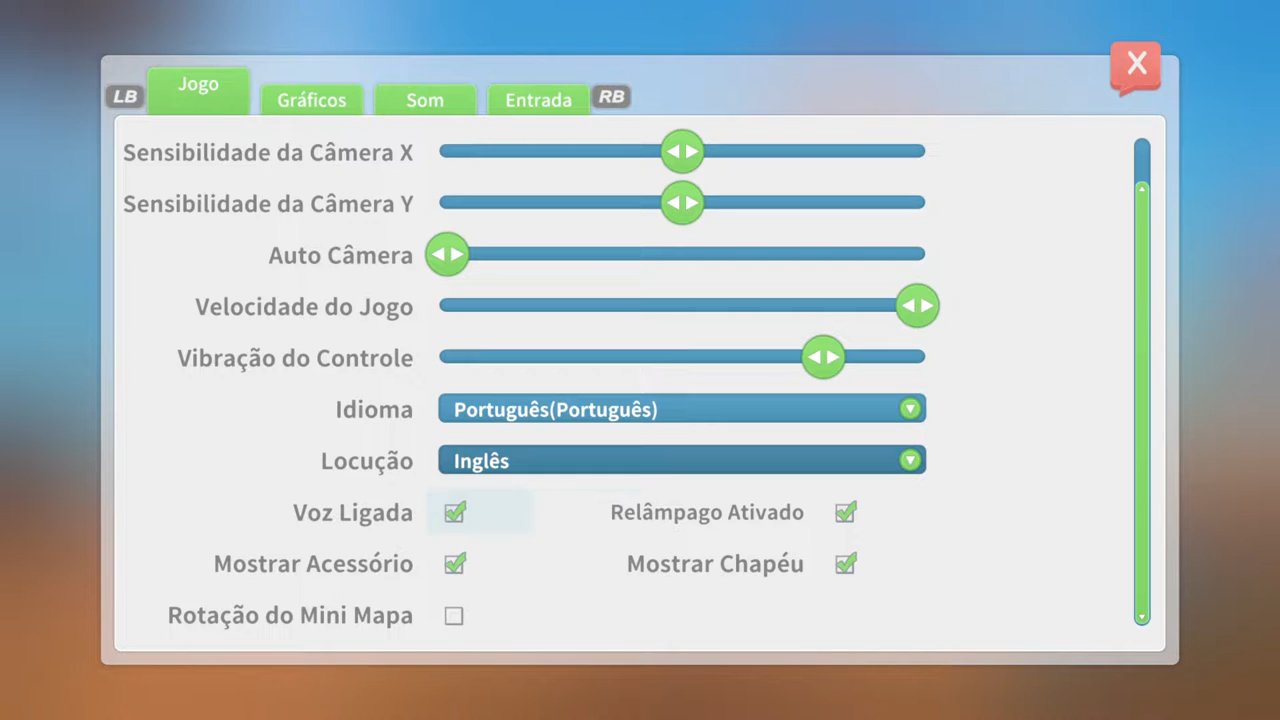 LB Jogo Gráficos Som Entrada RB X
Sensibilidade da Câmera X
Sensibilidade da Câmera Y
Auto Câmera
Velocidade do Jogo
Vibração do Controle
Idioma Português(Português)
Locução Inglês
Voz Ligada Relâmpago Ativado
Mostrar Acessório Mostrar Chapéu
Rotação do Mini Mapa